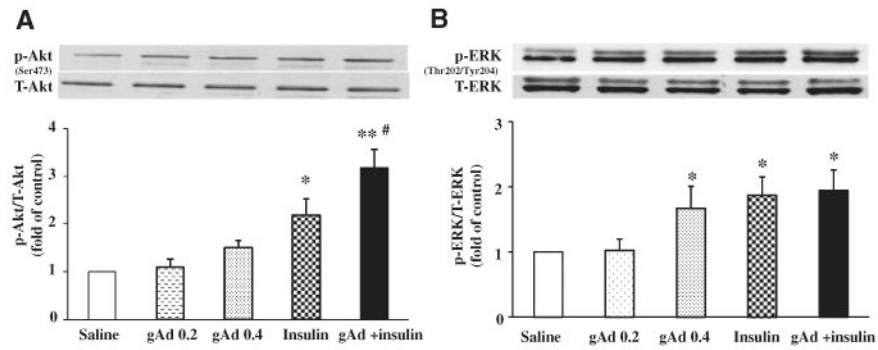 A
p-Akt
(Ser473)
T-Akt
p-Akt/T-Akt
(fold of control)
4
3
2
1
0
*
** #
Saline gAd 0.2 gAd 0.4 Insulin gAd +insulin
B
p-ERK
(Thr202/Tyr204)
T-ERK
p-ERK/T-ERK
(fold of control)
3
2
1
0
* * *
Saline gAd 0.2 gAd 0.4 Insulin gAd +insulin